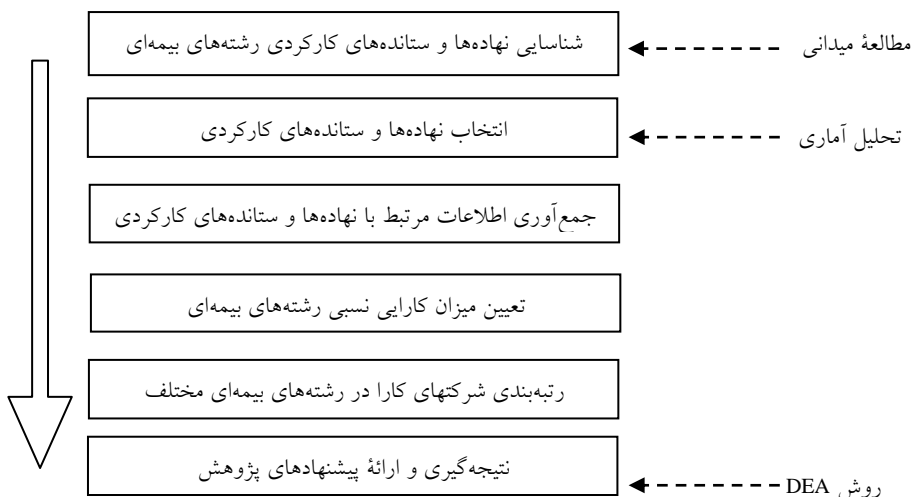 شناسایی نهاده‌ها و ستانده‌های کارکردی رشته‌های بیمه‌ای
مطالعهٔ میدانی
انتخاب نهاده‌ها و ستانده‌های کارکردی
تحلیل آماری
جمع‌آوری اطلاعات مرتبط با نهاده‌ها و ستانده‌های کارکردی
تعیین میزان کارایی نسبی رشته‌های بیمه‌ای
رتبه‌بندی شرکتهای کارا در رشته‌های بیمه‌ای مختلف
نتیجه‌گیری و ارائهٔ پیشنهادهای پژوهش
روش DEA